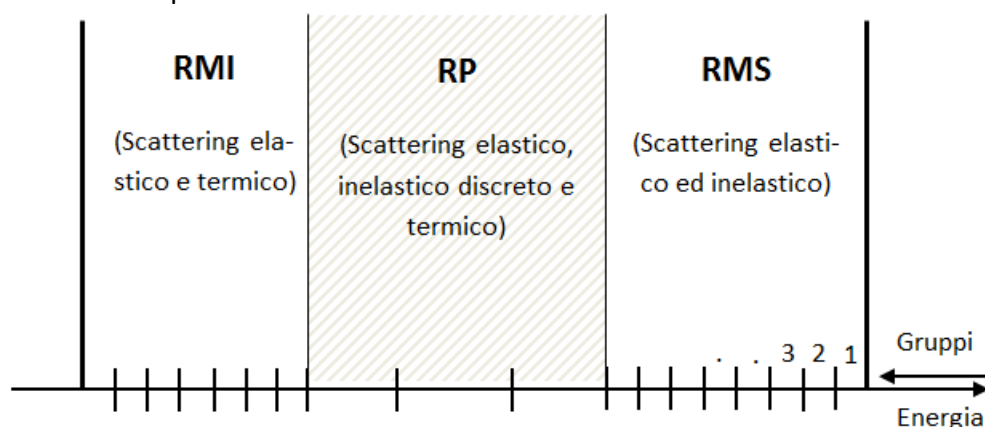 RMI
(Scattering ela-
stico e termico)
RP
(Scattering elastico,
inelastico discreto e
termico)
RMS
(Scattering elasti-
co ed inelastico)
. . 3 2 1
Gruppi
Energia